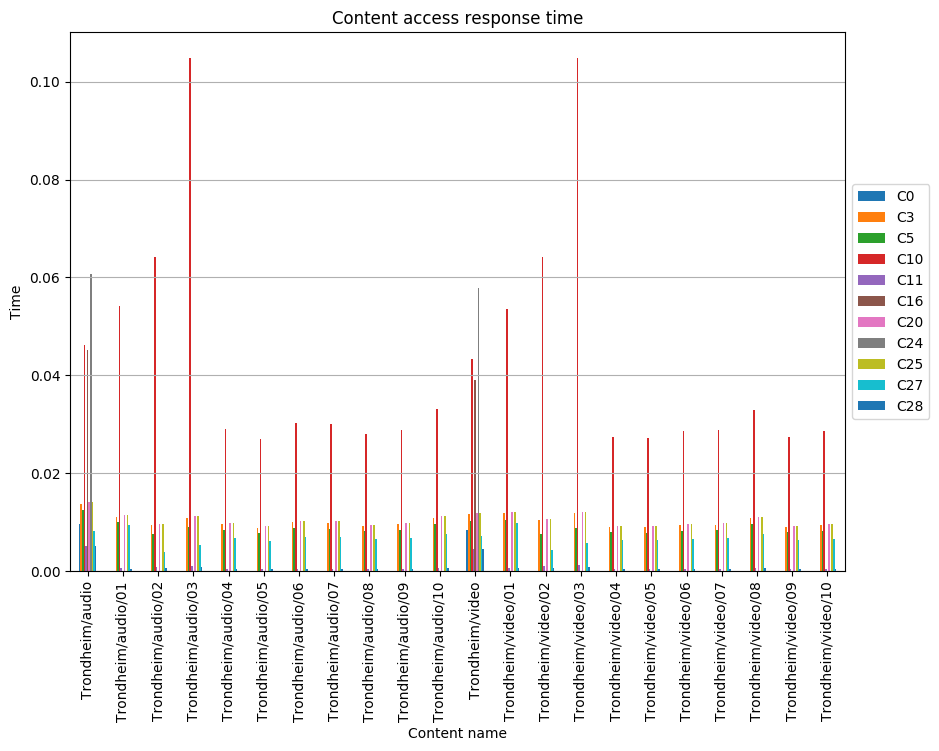 Content access response time
0.10
0.08
0.06
0.04
0.02
0.00
Time
C0
C3
C5
C10
C11
C16
C20
C24
C25
C27
C28
Trondheim/audio
Trondheim/audio/01
Trondheim/audio/02
Trondheim/audio/03
Trondheim/audio/04
Trondheim/audio/05
Trondheim/audio/06
Trondheim/audio/07
Trondheim/audio/08
Trondheim/audio/09
Trondheim/audio/10
Trondheim/video
Trondheim/video/01
Trondheim/video/02
Trondheim/video/03
Trondheim/video/04
Trondheim/video/05
Trondheim/video/06
Trondheim/video/07
Trondheim/video/08
Trondheim/video/09
Trondheim/video/10
Content name